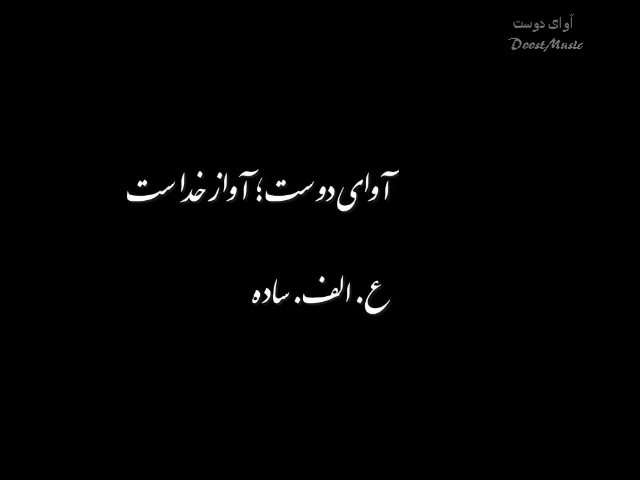 آوای دوست
DoostMusic
آوای دوست؛ آواز خداست
ع. الف. ساده